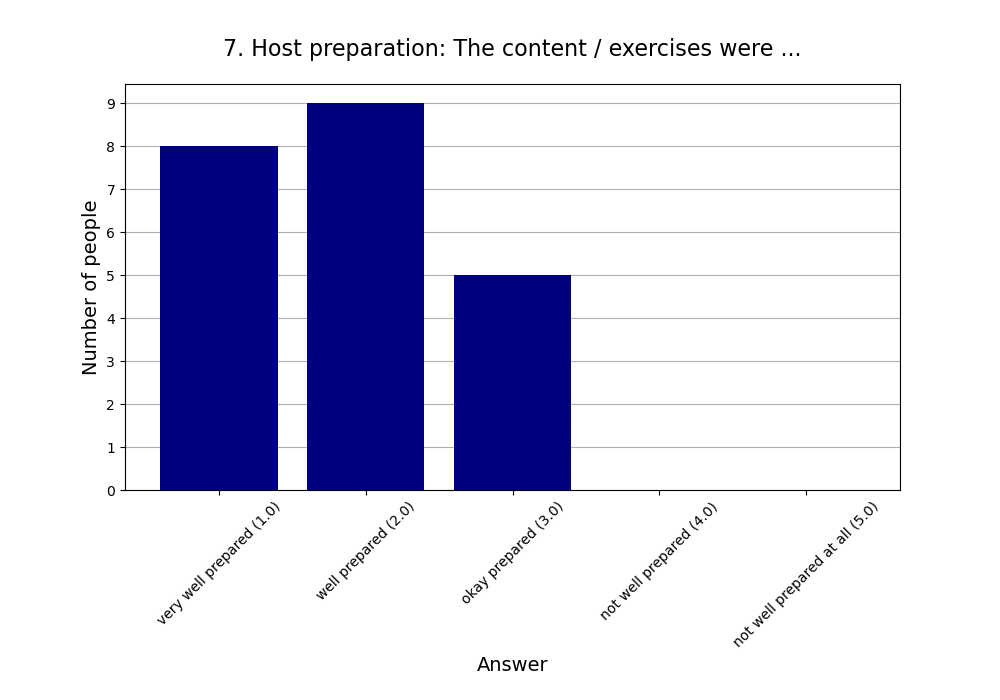 7. Host preparation: The content / exercises were ...
Number of people
9
8
7
6
5
4
3
2
1
0
very well prepared (1.0)
well prepared (2.0)
okay prepared (3.0)
not well prepared (4.0)
not well prepared at all (5.0)
Answer